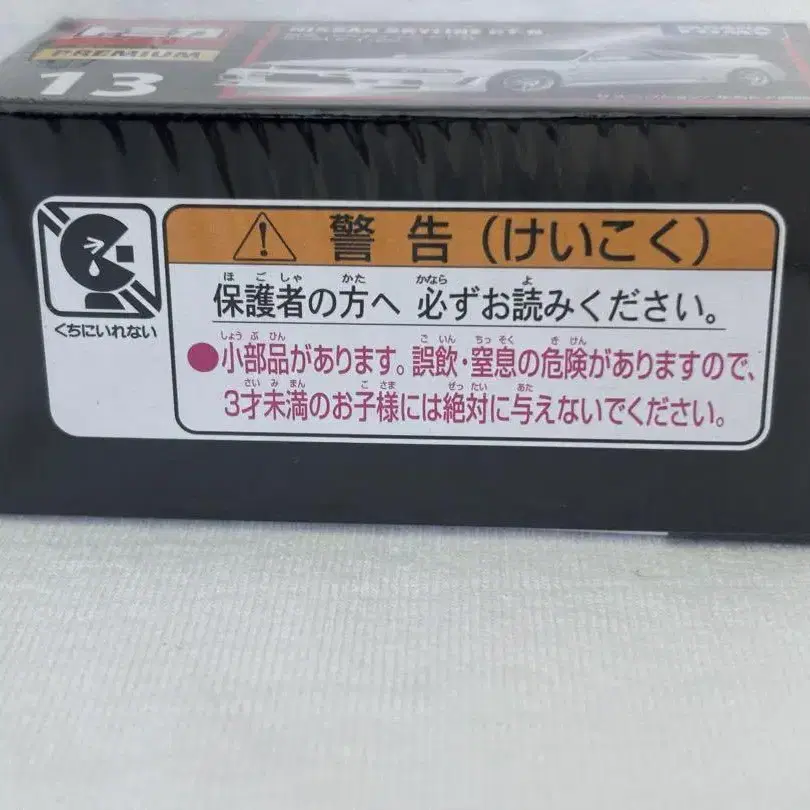 トミカ
PREMIUM
13
NISSAN SKYLINE GT-R
くちにいれない
警告（けいこく）
ほごしゃ かた かなら よ
保護者の方へ 必ずお読みください。
しょうぶひん ごいん ちっそく きけん
●小部品があります。誤飲・窒息の危険がありますので、
さいみまん こさま ぜったい あた
3才未満のお子様には絶対に与えないでください。